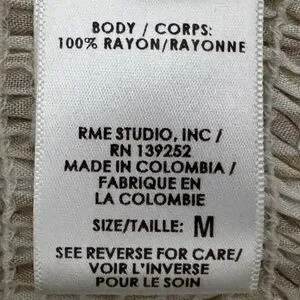 BODY / CORPS:
100% RAYON/RAYONNE
RME STUDIO, INC /
RN 139252
MADE IN COLOMBIA /
FABRIQUE EN
LA COLOMBIE
SIZE/TAILLE: M
SEE REVERSE FOR CARE/
VOIR L'INVERSE
POUR LE SOIN